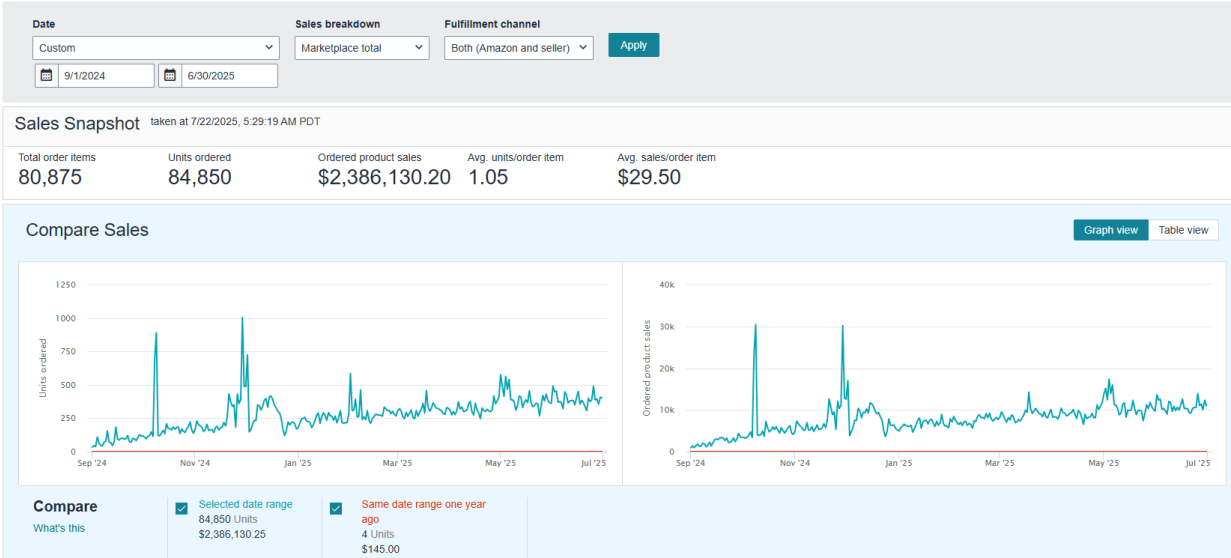 Date
Sales breakdown
Fulfillment channel
Custom
Marketplace total
Both (Amazon and seller)
Apply
9/1/2024
6/30/2025
Sales Snapshot taken at 7/22/2025, 5:29:19 AM PDT
Total order items
Units ordered
Ordered product sales
Avg. units/order item
Avg. sales/order item
80,875
84,850
$2,386,130.20
1.05
$29.50
Compare Sales
Graph view
Table view
1250
1000
750
500
250
0
Units ordered
Sep '24
Nov '24
Jan '25
Mar '25
May '25
Jul '25
40k
30k
20k
10k
0
Ordered product sales
Sep '24
Nov '24
Jan '25
Mar '25
May '25
Jul '25
Compare
What's this
Selected date range
84,850 Units
$2,386,130.25
Same date range one year
ago
4 Units
$145.00